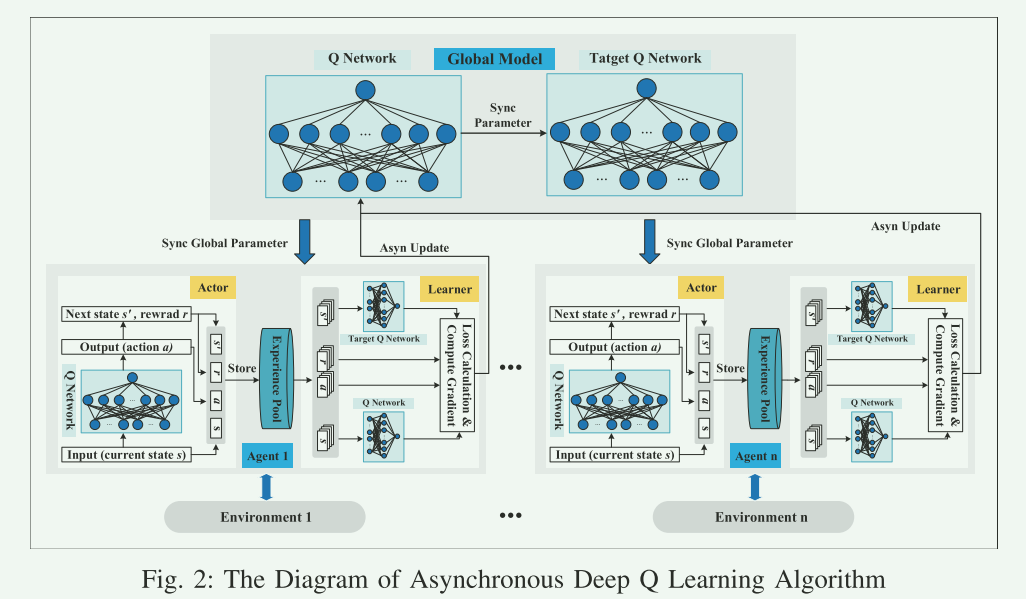 Q Network
Global Model
Tatget Q Network
Sync
Parameter
...
...
...
...
Sync Global Parameter
Asyn Update
Sync Global Parameter
Asyn Update
Actor
Next state s′, rewrad r
Output (action a)
Q Network
...
...
...
Input (current state s)
s′
r
a
s
Store
Experience Pool
Agent 1
Learner
s′
Target Q Network
r
a
Q Network
s
Loss Calculation &
Compute Gradient
...
Actor
Next state s′, rewrad r
Output (action a)
Q Network
...
...
...
Input (current state s)
s′
r
a
s
Store
Experience Pool
Agent n
Learner
s′
Target Q Network
r
a
Q Network
s
Loss Calculation &
Compute Gradient
Environment 1
...
Environment n
Fig. 2: The Diagram of Asynchronous Deep Q Learning Algorithm